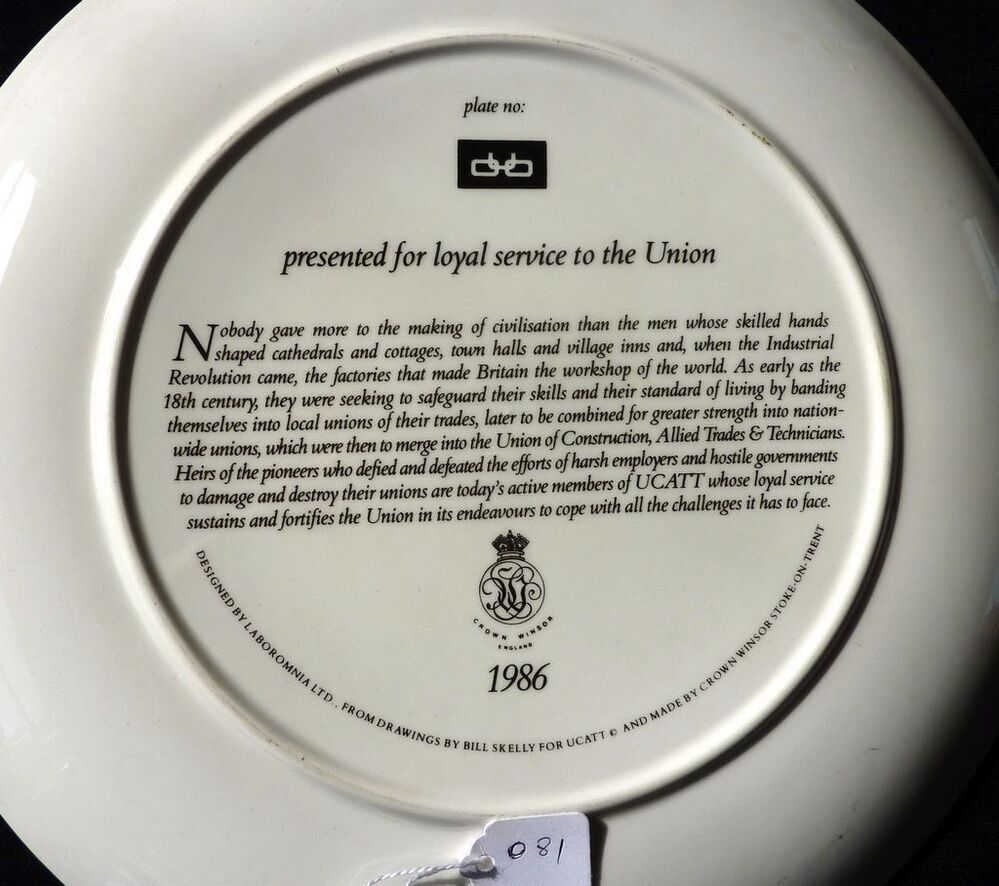 plate no:
presented for loyal service to the Union
Nobody gave more to the making of civilisation than the men whose skilled hands
shaped cathedrals and cottages, town halls and village inns and, when the Industrial
Revolution came, the factories that made Britain the workshop of the world. As early as the
18th century, they were seeking to safeguard their skills and their standard of living by banding
themselves into local unions of their trades, later to be combined for greater strength into nation-
wide unions, which were then to merge into the Union of Construction, Allied Trades & Technicians.
Heirs of the pioneers who defied and defeated the efforts of harsh employers and hostile governments
to damage and destroy their unions are today's active members of UCATT whose loyal service
sustains and fortifies the Union in its endeavours to cope with all the challenges it has to face.
CROWN WINSOR
ENGLAND
1986
DESIGNED BY LABOROMNIA LTD., FROM DRAWINGS BY BILL SKELLY FOR UCATT © AND MADE BY CROWN WINSOR STOKE-ON-TRENT
081